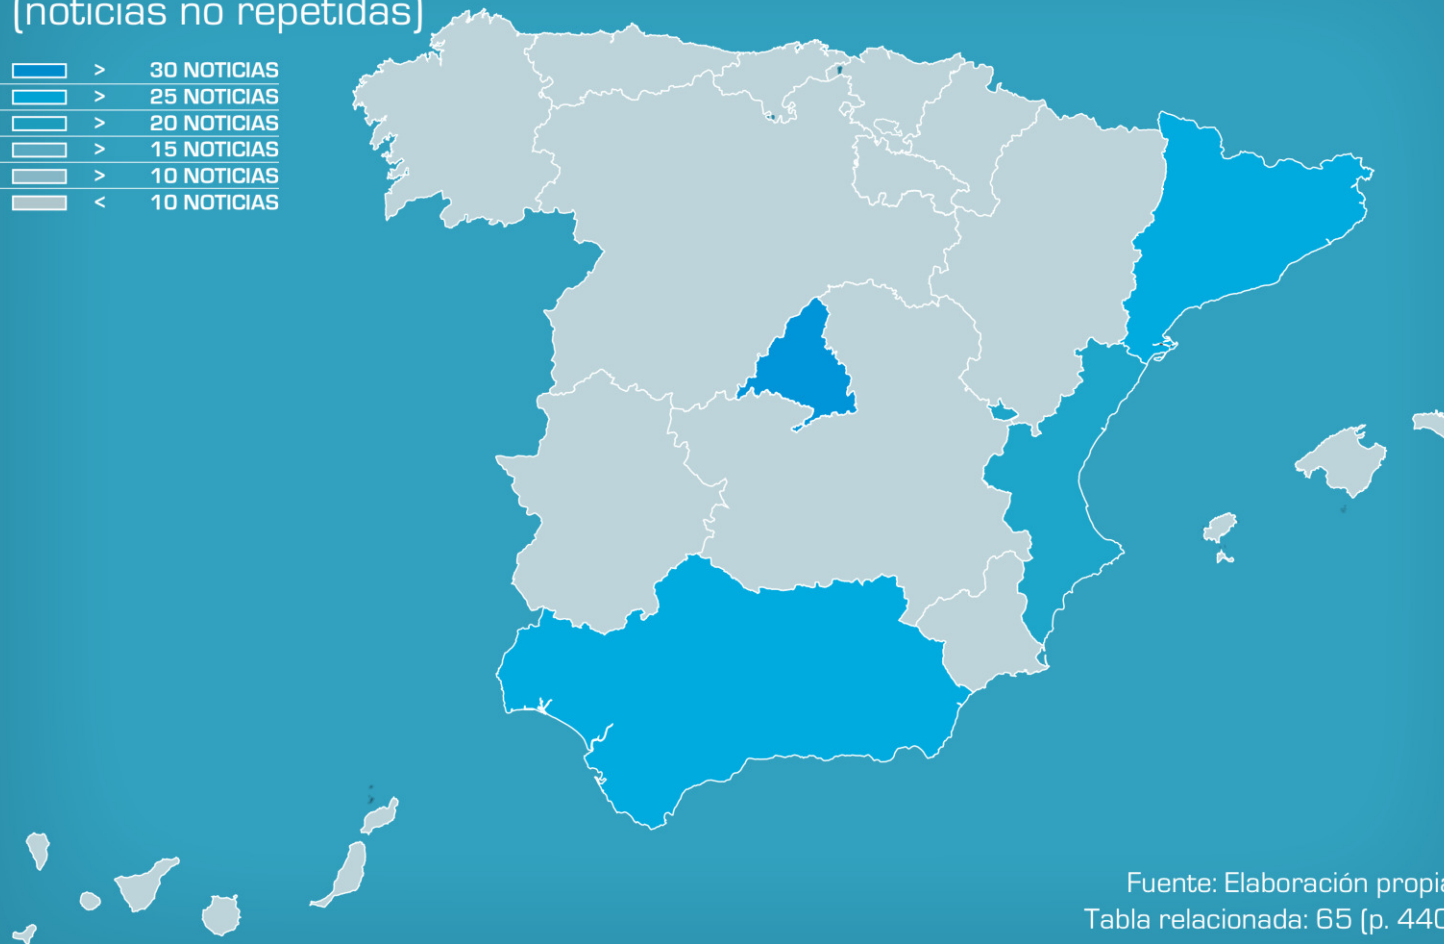 (noticias no repetidas)
> 30 NOTICIAS
> 25 NOTICIAS
> 20 NOTICIAS
> 15 NOTICIAS
> 10 NOTICIAS
< 10 NOTICIAS
Fuente: Elaboración propia
Tabla relacionada: 65 (p. 440